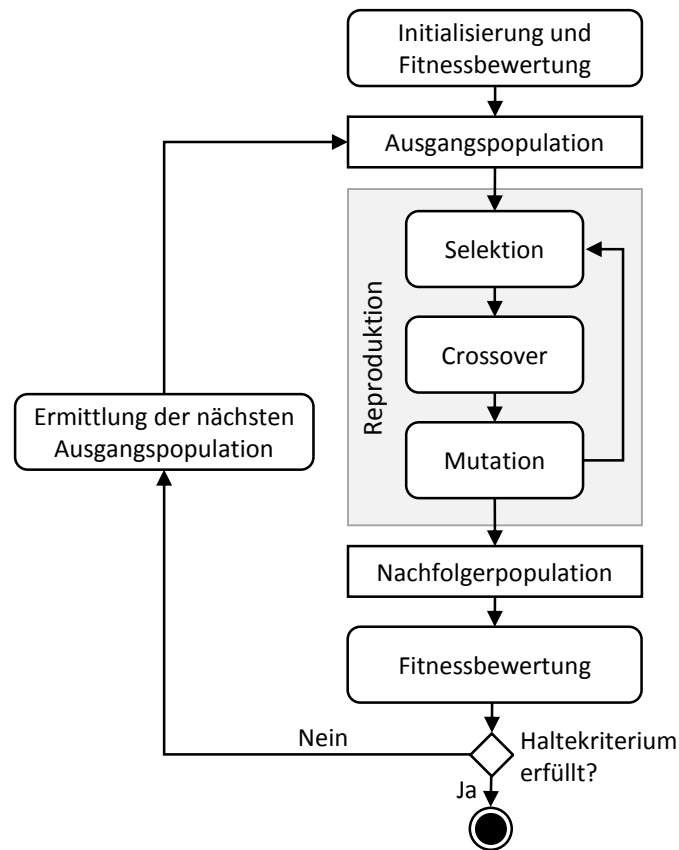 Initialisierung und
Fitnessbewertung
Ausgangspopulation
Reproduktion
Selektion
Crossover
Mutation
Ermittlung der nächsten
Ausgangspopulation
Nachfolgerpopulation
Fitnessbewertung
Nein
Haltekriterium
erfüllt?
Ja